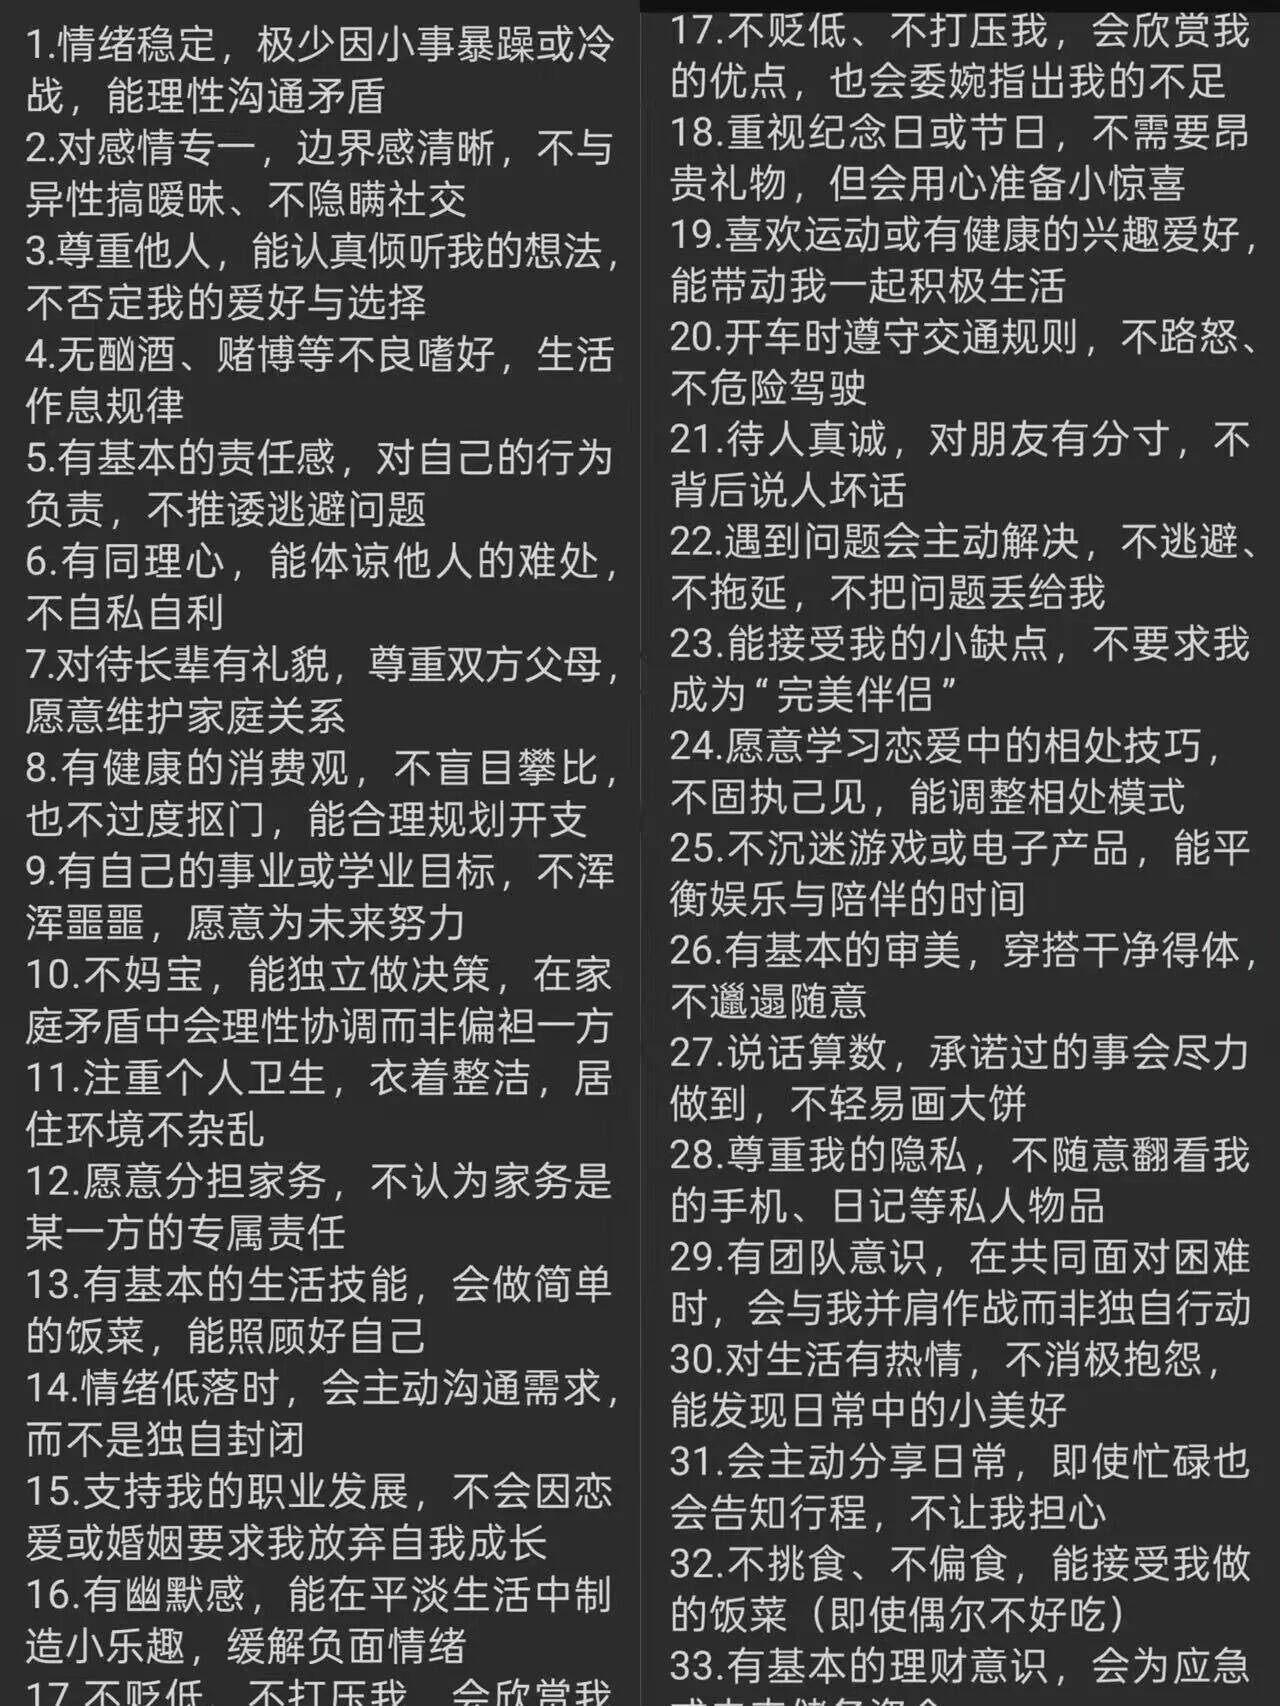 1.情绪稳定，极少因小事暴躁或冷
战，能理性沟通矛盾
2.对感情专一，边界感清晰，不与
异性搞暧昧、不隐瞒社交
3.尊重他人，能认真倾听我的想法，
不否定我的爱好与选择
4.无酗酒、赌博等不良嗜好，生活
作息规律
5.有基本的责任感，对自己的行为
负责，不推诿逃避问题
6.有同理心，能体谅他人的难处，
不自私自利
7.对待长辈有礼貌，尊重双方父母，
愿意维护家庭关系
8.有健康的消费观，不盲目攀比，
也不过度抠门，能合理规划开支
9.有自己的事业或学业目标，不浑
浑噩噩，愿意为未来努力
10.不妈宝，能独立做决策，在家
庭矛盾中会理性协调而非偏袒一方
11.注重个人卫生，衣着整洁，居
住环境不杂乱
12.愿意分担家务，不认为家务是
某一方的专属责任
13.有基本的生活技能，会做简单
的饭菜，能照顾好自己
14.情绪低落时，会主动沟通需求，
而不是独自封闭
15.支持我的职业发展，不会因恋
爱或婚姻要求我放弃自我成长
16.有幽默感，能在平淡生活中制
造小乐趣，缓解负面情绪
17.不贬低、不打压我，会欣赏我
17.不贬低、不打压我，会欣赏我
的优点，也会委婉指出我的不足
18.重视纪念日或节日，不需要昂
贵礼物，但会用心准备小惊喜
19.喜欢运动或有健康的兴趣爱好，
能带动我一起积极生活
20.开车时遵守交通规则，不路怒、
不危险驾驶
21.待人真诚，对朋友有分寸，不
背后说人坏话
22.遇到问题会主动解决，不逃避、
不拖延，不把问题丢给我
23.能接受我的小缺点，不要求我
成为“完美伴侣”
24.愿意学习恋爱中的相处技巧，
不固执己见，能调整相处模式
25.不沉迷游戏或电子产品，能平
衡娱乐与陪伴的时间
26.有基本的审美，穿搭干净得体，
不邋遢随意
27.说话算数，承诺过的事会尽力
做到，不轻易画大饼
28.尊重我的隐私，不随意翻看我
的手机、日记等私人物品
29.有团队意识，在共同面对困难
时，会与我并肩作战而非独自行动
30.对生活有热情，不消极抱怨，
能发现日常中的小美好
31.会主动分享日常，即使忙碌也
会告知行程，不让我担心
32.不挑食、不偏食，能接受我做
的饭菜（即使偶尔不好吃）
33.有基本的理财意识，会为应急